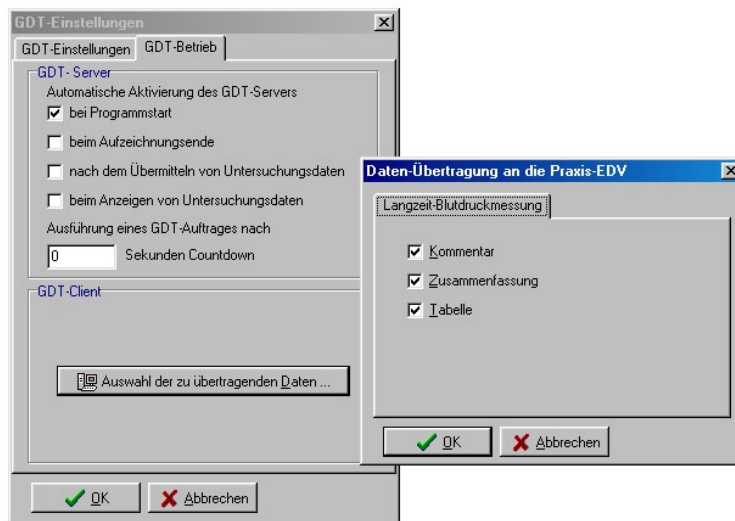 GDT-Einstellungen
GDT-Einstellungen GDT-Betrieb
GDT- Server
Automatische Aktivierung des GDT-Servers
bei Programmstart
beim Aufzeichnungsende
nach dem Übermitteln von Untersuchungsdaten
beim Anzeigen von Untersuchungsdaten
Ausführung eines GDT-Auftrages nach
0 Sekunden Countdown
GDT-Client
Auswahl der zu übertragenden Daten ...
OK Abbrechen
Daten-Übertragung an die Praxis-EDV
Langzeit-Blutdruckmessung
Kommentar
Zusammenfassung
Tabelle
OK Abbrechen